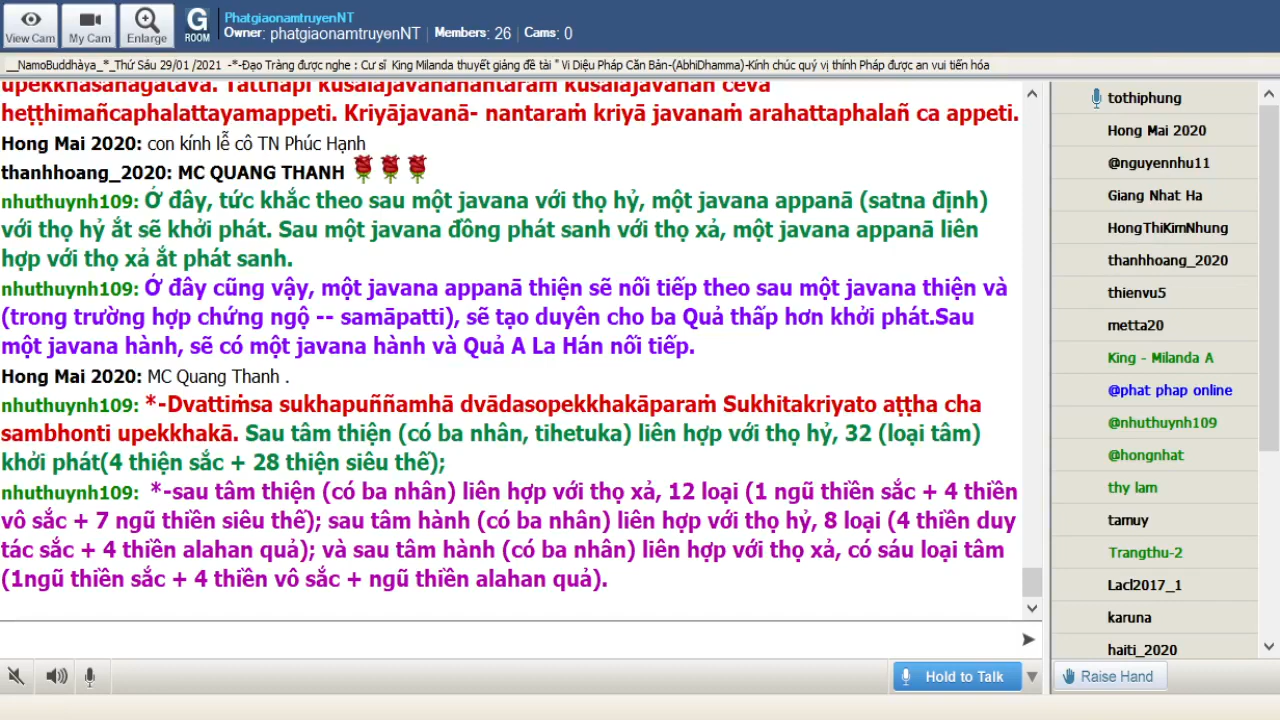 View Cam
My Cam
Enlarge
G
ROOM
PhatgiaonamtruyenNT
Owner: phatgiaonamtruyenNT | Members: 26 | Cams: 0
__NamoBuddhàya_*_Thứ Sáu 29/01 /2021 -*-Đạo Tràng được nghe : Cư sĩ King Milanda thuyết giảng đề tài " Vi Diệu Pháp Căn Bản-(AbhiDhamma)-Kính chúc quý vị thính Pháp được an vui tiến hóa
upekkhāsahagatāva. Tatthāpi kusalajavanānantaraṁ kusalajavanañ ceva
heṭṭhimañcaphalattayamappeti. Kriyājavanā- nantaraṁ kriyā javanaṁ arahattaphalañ ca appeti.
Hong Mai 2020: con kính lễ cô TN Phúc Hạnh
thanhhoang_2020: MC QUANG THANH
nhuthuynh109: Ở đây, tức khắc theo sau một javana với thọ hỷ, một javana appanā (satna định)
với thọ hỷ ắt sẽ khởi phát. Sau một javana đồng phát sanh với thọ xả, một javana appanā liên
hợp với thọ xả ắt phát sanh.
nhuthuynh109: Ở đây cũng vậy, một javana appanā thiện sẽ nối tiếp theo sau một javana thiện và
(trong trường hợp chứng ngộ -- samāpatti), sẽ tạo duyên cho ba Quả thấp hơn khởi phát.Sau
một javana hành, sẽ có một javana hành và Quả A La Hán nối tiếp.
Hong Mai 2020: MC Quang Thanh .
nhuthuynh109: *-Dvattiṁsa sukhapuññamhā dvādasopekkhakāparaṁ Sukhitakriyato aṭṭha cha
sambhonti upekkhakā. Sau tâm thiện (có ba nhân, tihetuka) liên hợp với thọ hỷ, 32 (loại tâm)
khởi phát(4 thiện sắc + 28 thiện siêu thế);
nhuthuynh109: *-sau tâm thiện (có ba nhân) liên hợp với thọ xả, 12 loại (1 ngũ thiền sắc + 4 thiền
vô sắc + 7 ngũ thiền siêu thế); sau tâm hành (có ba nhân) liên hợp với thọ hỷ, 8 loại (4 thiền duy
tác sắc + 4 thiền alahan quả); và sau tâm hành (có ba nhân) liên hợp với thọ xả, có sáu loại tâm
(1ngũ thiền sắc + 4 thiền vô sắc + ngũ thiền alahan quả).
Hold to Talk
tothiphung
Hong Mai 2020
@nguyennhu11
Giang Nhat Ha
HongThiKimNhung
thanhhoang_2020
thienvu5
metta20
King - Milanda A
@phat phap online
@nhuthuynh109
@hongnhat
thy lam
tamuy
Trangthu-2
Lacl2017_1
karuna
haiti_2020
Raise Hand